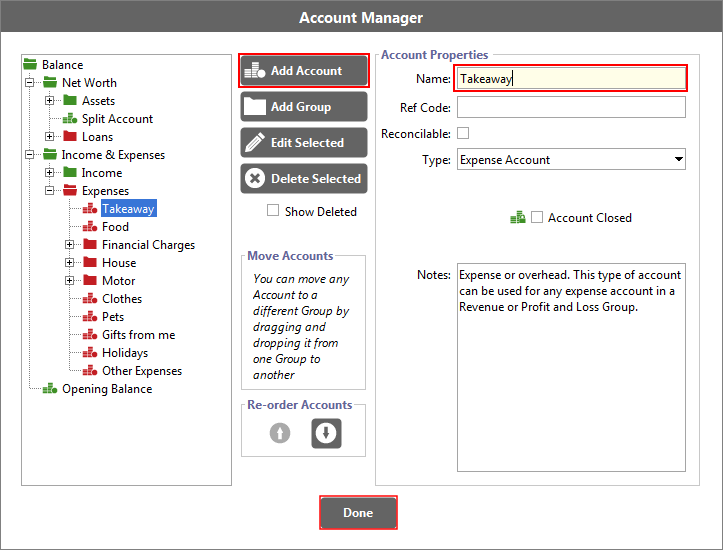 Account Manager
Balance
Net Worth
Assets
Split Account
Loans
Income & Expenses
Income
Expenses
Takeaway
Food
Financial Charges
House
Motor
Clothes
Pets
Gifts from me
Holidays
Other Expenses
Opening Balance
Add Account
Add Group
Edit Selected
Delete Selected
Show Deleted
Move Accounts
You can move any
Account to a
different Group by
dragging and
dropping it from
one Group to
another
Re-order Accounts
Account Properties
Name: Takeaway
Ref Code:
Reconcilable:
Type: Expense Account
Account Closed
Notes: Expense or overhead. This type of account
can be used for any expense account in a
Revenue or Profit and Loss Group.
Done